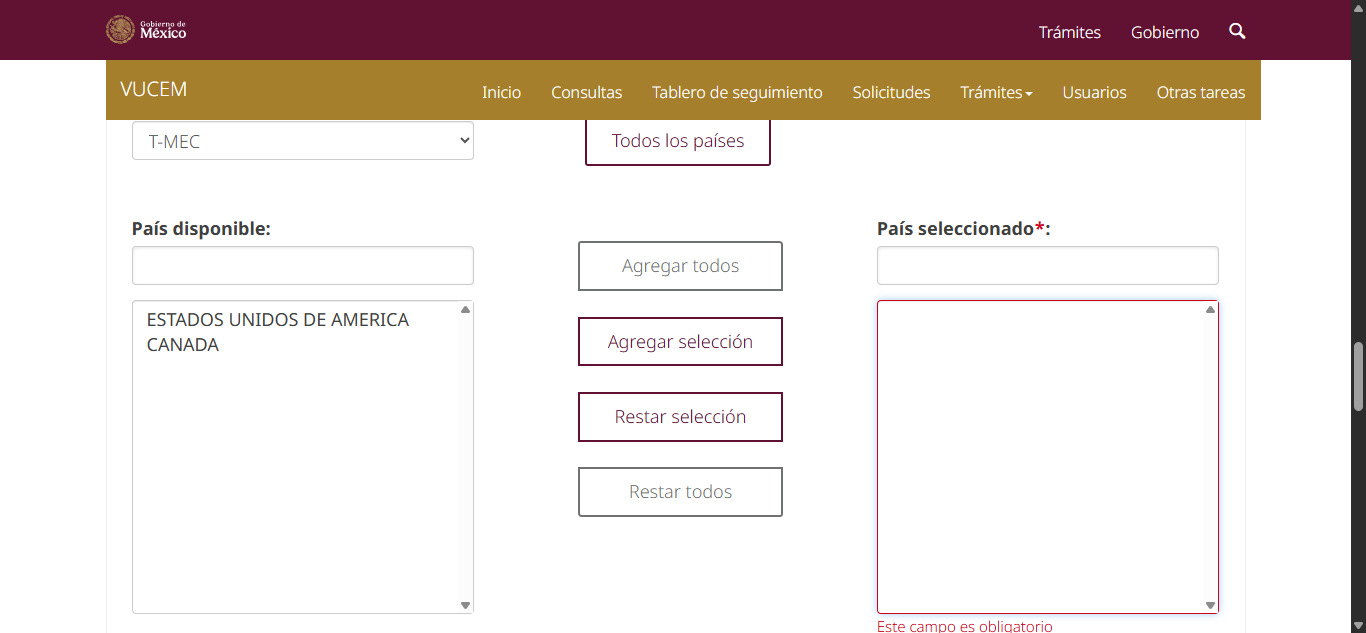 Gobierno de
México
Trámites
Gobierno
VUCEM
Inicio
Consultas
Tablero de seguimiento
Solicitudes
Trámites
Usuarios
Otras tareas
T-MEC
Todos los países
País disponible:
ESTADOS UNIDOS DE AMERICA
CANADA
Agregar todos
Agregar selección
Restar selección
Restar todos
País seleccionado*:
Este campo es obligatorio